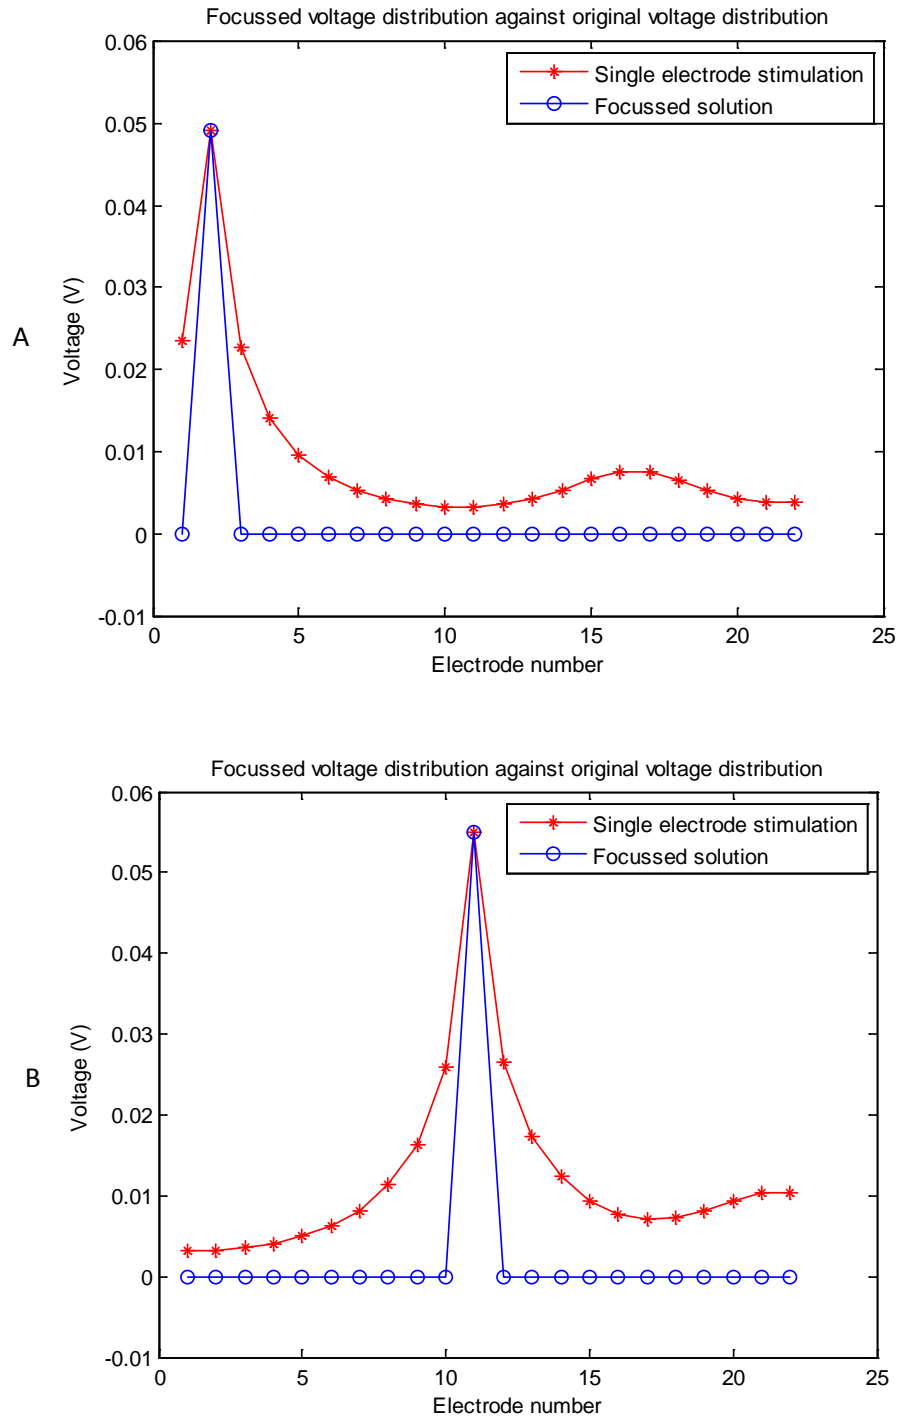 Focussed voltage distribution against original voltage distribution
0.06
Single electrode stimulation
Focussed solution
0.05
0.04
0.03
0.02
0.01
0
-0.01
Voltage (V)
A
0 5 10 15 20 25
Electrode number
Focussed voltage distribution against original voltage distribution
0.06
Single electrode stimulation
Focussed solution
0.05
0.04
0.03
0.02
0.01
0
-0.01
Voltage (V)
B
0 5 10 15 20 25
Electrode number